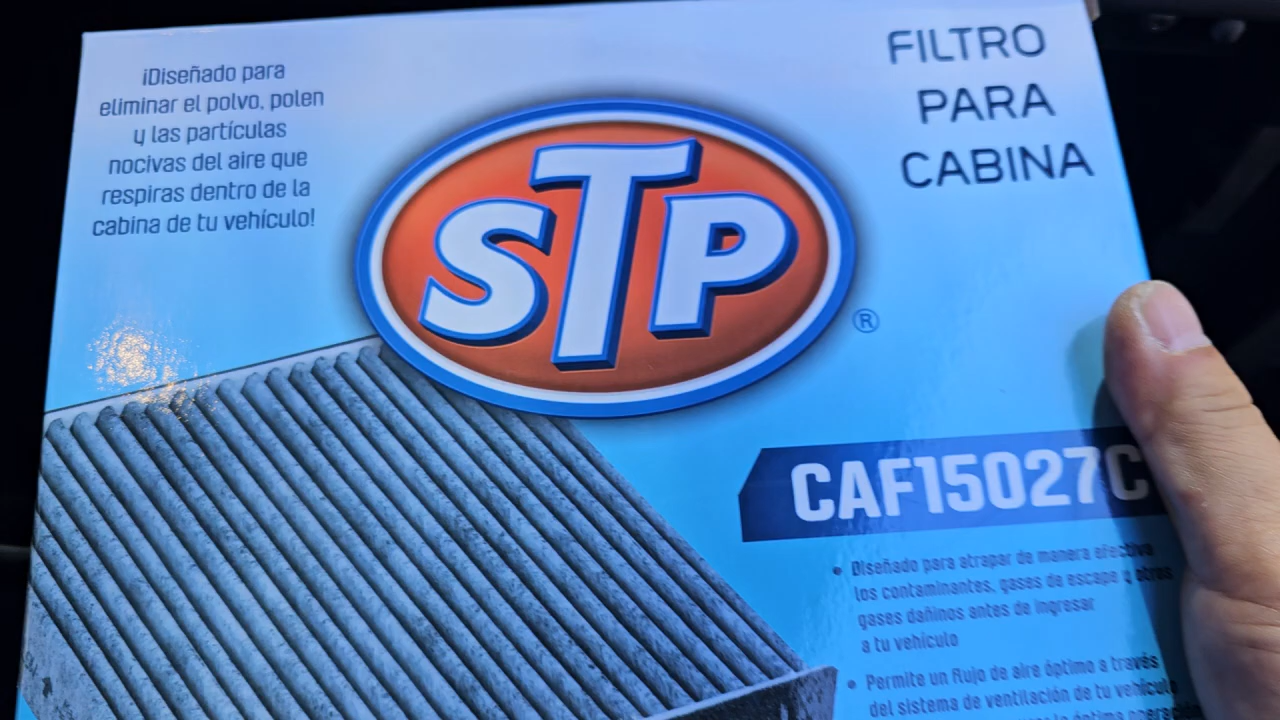 ¡Diseñado para
eliminar el polvo, polen
y las partículas
nocivas del aire que
respiras dentro de la
cabina de tu vehículo!
STP
®
FILTRO
PARA
CABINA
CAF15027C
• Diseñado para atrapar de manera efectiva
los contaminantes, gases de escape y otros
gases dañinos antes de ingresar
a tu vehículo
• Permite un flujo de aire óptimo a través
del sistema de ventilación de tu vehículo
la óptima